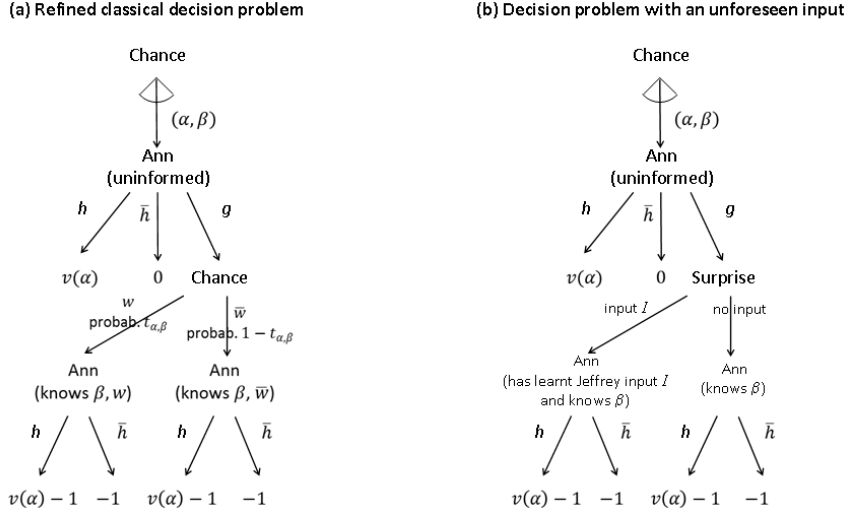 (a) Refined classical decision problem
Chance
(α, β)
Ann
(uninformed)
h
h̄
g
v(α)
0
Chance
w
probab. t_{α,β}
w̄
probab. 1 − t_{α,β}
Ann
(knows β, w)
Ann
(knows β, w̄)
h
h̄
h
h̄
v(α) − 1
−1
v(α) − 1
−1
(b) Decision problem with an unforeseen input
Chance
(α, β)
Ann
(uninformed)
h
h̄
g
v(α)
0
Surprise
input I
no input
Ann
(has learnt Jeffrey input I
and knows β)
Ann
(knows β)
h
h̄
h
h̄
v(α) − 1
−1
v(α) − 1
−1